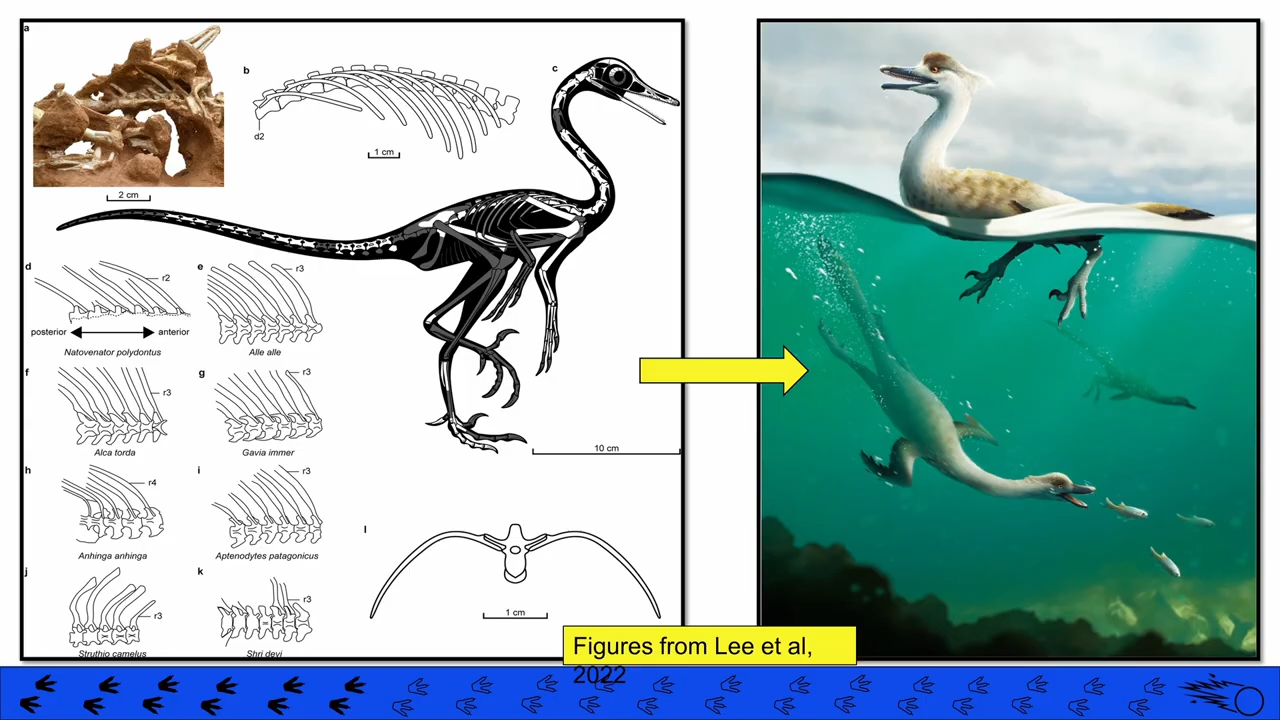 a
2 cm
b
d2
1 cm
c
d
r2
posterior
anterior
Natovenator polydontus
e
r3
Alle alle
f
r3
Alca torda
g
r3
Gavia immer
h
r4
Anhinga anhinga
i
r3
Aptenodytes patagonicus
j
r3
Struthio camelus
k
r3
Shri devi
10 cm
l
1 cm
Figures from Lee et al,
2022